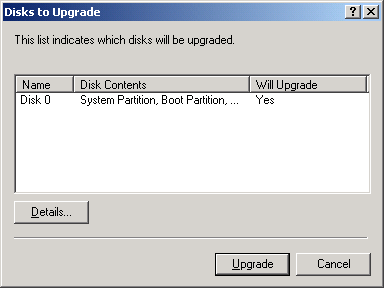 Disks to Upgrade
This list indicates which disks will be upgraded.
Name Disk Contents Will Upgrade
Disk 0 System Partition, Boot Partition, ... Yes
Details...
Upgrade Cancel